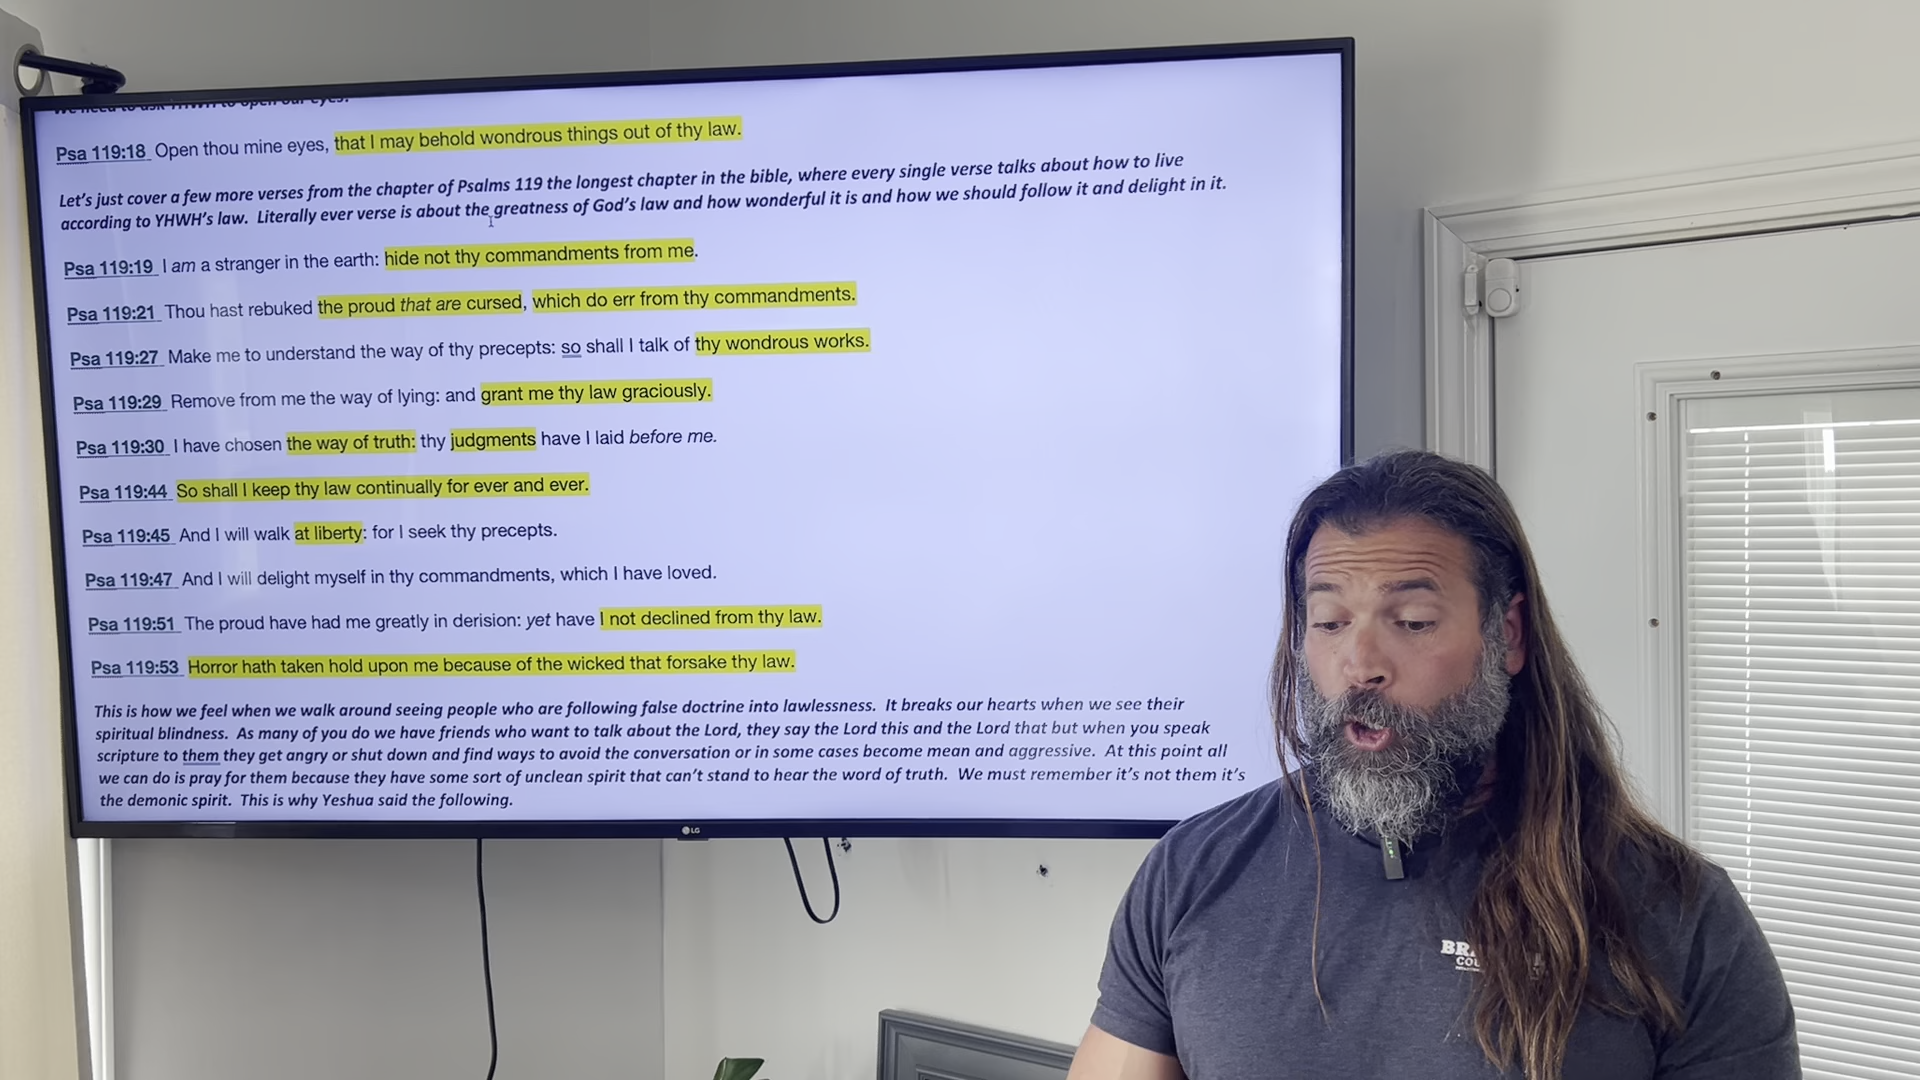 We need to ask YHWH to open our eyes.
Psa 119:18 Open thou mine eyes, that I may behold wondrous things out of thy law.
Let's just cover a few more verses from the chapter of Psalms 119 the longest chapter in the bible, where every single verse talks about how to live
according to YHWH's law. Literally ever verse is about the greatness of God's law and how wonderful it is and how we should follow it and delight in it.
Psa 119:19 I am a stranger in the earth: hide not thy commandments from me.
Psa 119:21 Thou hast rebuked the proud that are cursed, which do err from thy commandments.
Psa 119:27 Make me to understand the way of thy precepts: so shall I talk of thy wondrous works.
Psa 119:29 Remove from me the way of lying: and grant me thy law graciously.
Psa 119:30 I have chosen the way of truth: thy judgments have I laid before me.
Psa 119:44 So shall I keep thy law continually for ever and ever.
Psa 119:45 And I will walk at liberty: for I seek thy precepts.
Psa 119:47 And I will delight myself in thy commandments, which I have loved.
Psa 119:51 The proud have had me greatly in derision: yet have I not declined from thy law.
Psa 119:53 Horror hath taken hold upon me because of the wicked that forsake thy law.
This is how we feel when we walk around seeing people who are following false doctrine into lawlessness. It breaks our hearts when we see their
spiritual blindness. As many of you do we have friends who want to talk about the Lord, they say the Lord this and the Lord that but when you speak
scripture to them they get angry or shut down and find ways to avoid the conversation or in some cases become mean and aggressive. At this point all
we can do is pray for them because they have some sort of unclean spirit that can't stand to hear the word of truth. We must remember it's not them it's
the demonic spirit. This is why Yeshua said the following.
LG